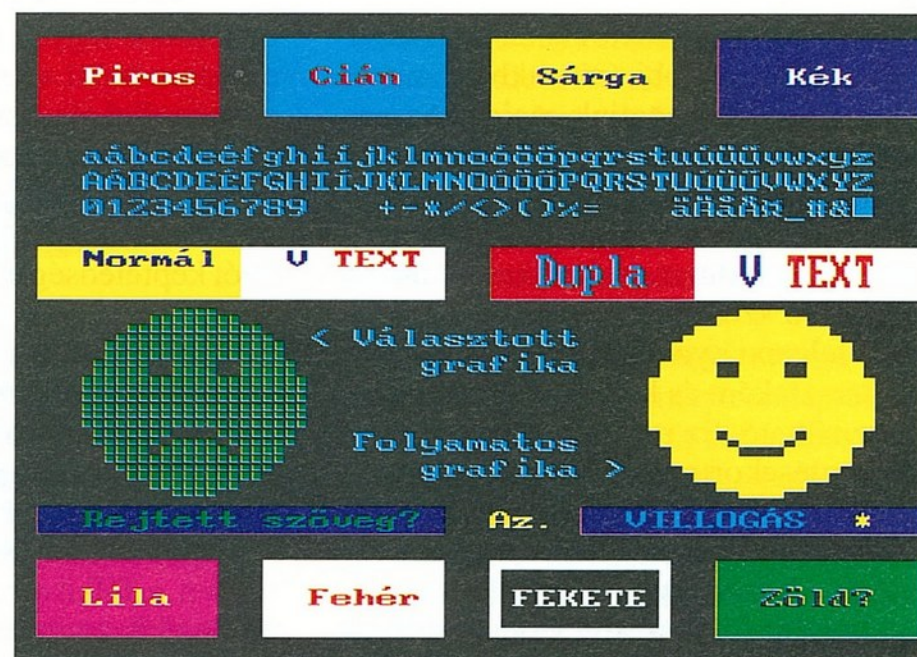 Piros Cián Sárga Kék
aábcdeéfghiíjklmnoóöőpqrstuúüűvwxyz
AÁBCDEÉFGHIÍJKLMNOÓÖŐPQRSTUÚÜŰVWXYZ
0123456789 +-*/<>()%= äÄåÅ¤_#&■
Normál V TEXT Dupla V TEXT
< Választott
grafika
Folyamatos
grafika >
Rejtett szöveg? Az. VILLOGÁS *
Lila Fehér FEKETE Zöld?